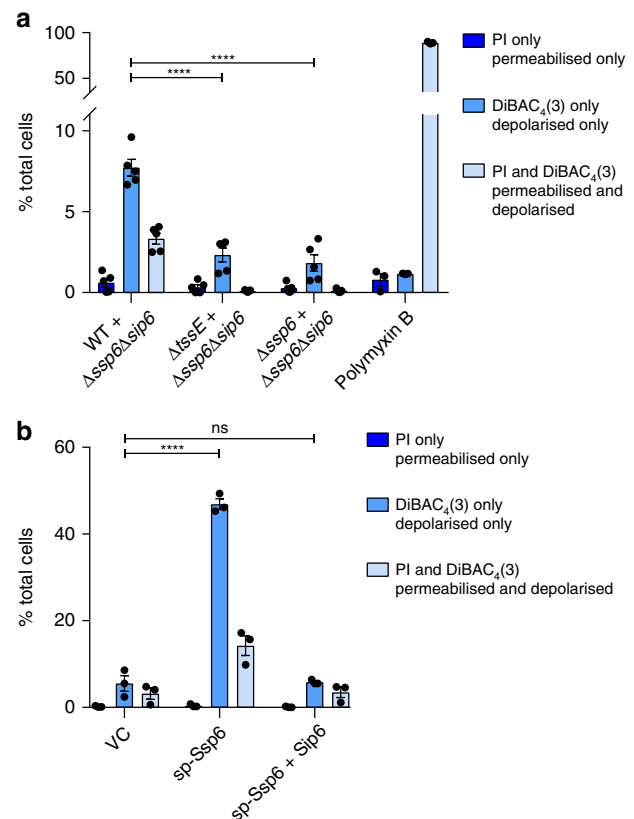 a
% total cells
100
50
10
5
0
****
****
WT +
Δssp6Δsip6
ΔtssE +
Δssp6Δsip6
Δssp6 +
Δssp6Δsip6
Polymyxin B
PI only
permeabilised only
DiBAC₄(3) only
depolarised only
PI and DiBAC₄(3)
permeabilised and
depolarised
b
% total cells
60
40
20
0
ns
****
VC
sp-Ssp6
sp-Ssp6 + Sip6
PI only
permeabilised only
DiBAC₄(3) only
depolarised only
PI and DiBAC₄(3)
permeabilised and depolarised